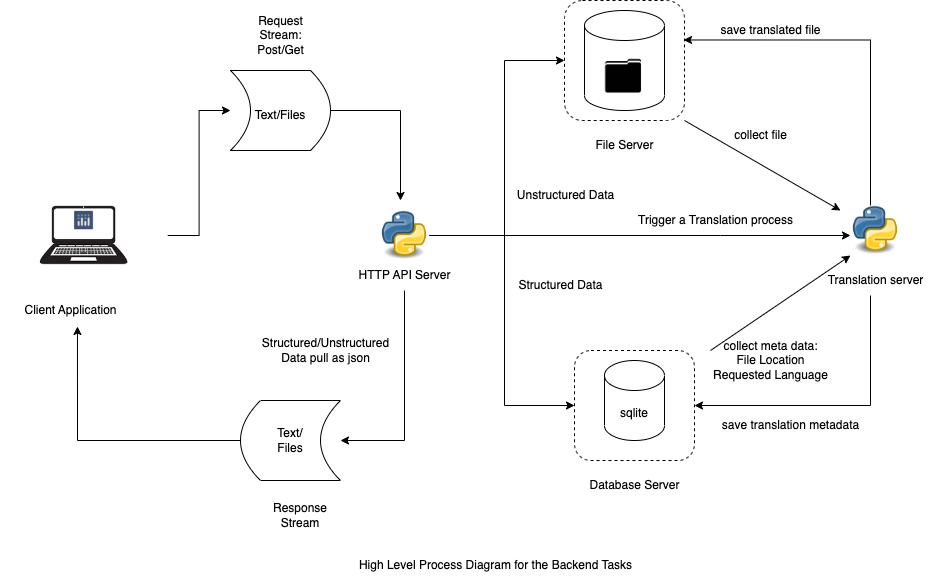 Request
Stream:
Post/Get
Text/Files
save translated file
File Server
collect file
Unstructured Data
Trigger a Translation process
HTTP API Server
Translation server
Structured Data
Client Application
Structured/Unstructured
Data pull as json
collect meta data:
File Location
Requested Language
sqlite
save translation metadata
Text/
Files
Database Server
Response
Stream
High Level Process Diagram for the Backend Tasks